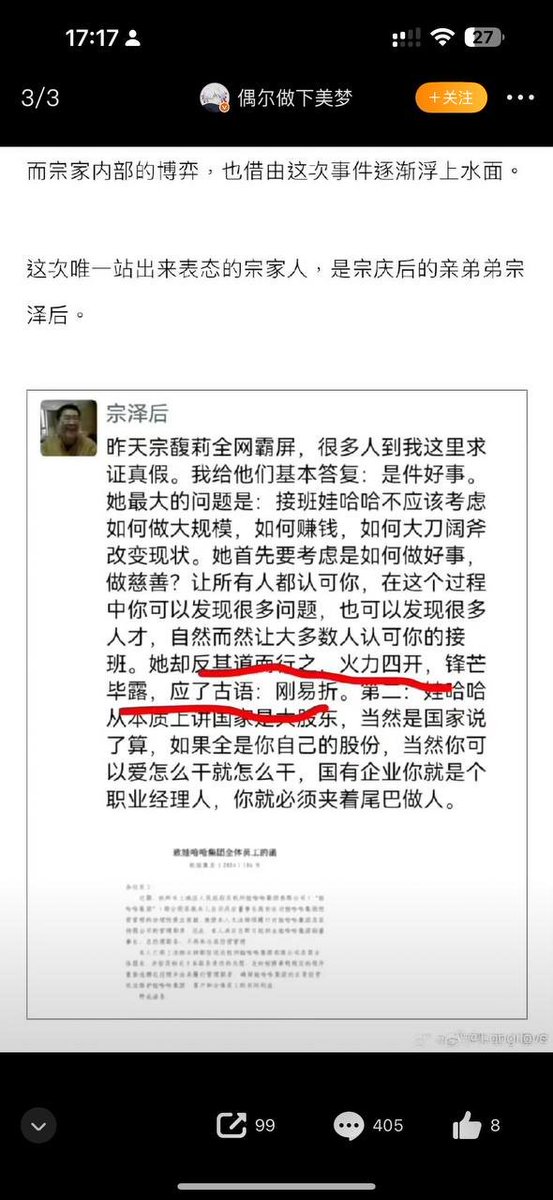 17:17
27
3/3
偶尔做下美梦
+关注
而宗家内部的博弈，也借由这次事件逐渐浮上水面。
这次唯一站出来表态的宗家人，是宗庆后的亲弟弟宗
泽后。
宗泽后
昨天宗馥莉全网霸屏，很多人到我这里求
证真假。我给他们基本答复：是件好事。
她最大的问题是：接班娃哈哈不应该考虑
如何做大规模，如何赚钱，如何大刀阔斧
改变现状。她首先要考虑是如何做好事，
做慈善？让所有人都认可你，在这个过程
中你可以发现很多问题，也可以发现很多
人才，自然而然让大多数人认可你的接
班。她却反其道而行之，火力四开，锋芒
毕露，应了古语：刚易折。第二：娃哈哈
从本质上讲国家是大股东，当然是国家说
了算，如果全是你自己的股份，当然你可
以爱怎么干就怎么干，国有企业你就是个
职业经理人，你就必须夹着尾巴做人。
致娃哈哈集团全体员工的函
99
405
8